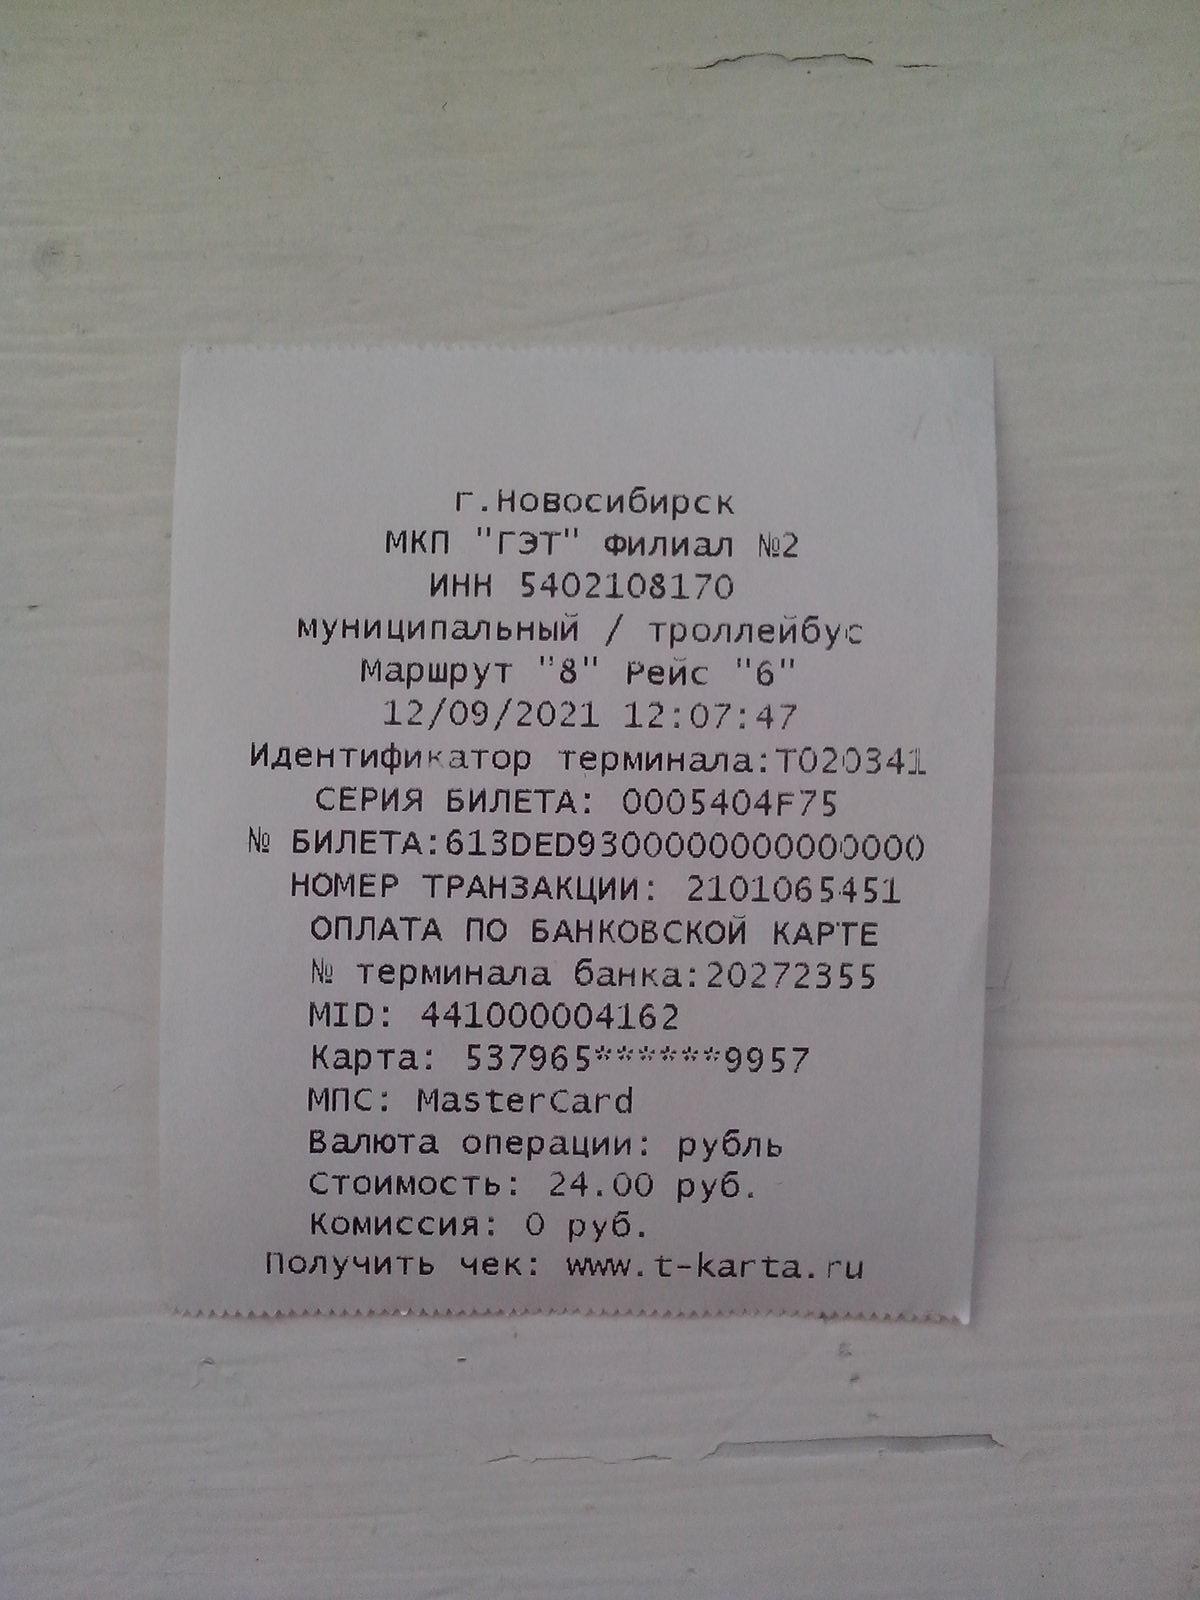 г.Новосибирск
МКП "ГЭТ" Филиал №2
ИНН 5402108170
муниципальный / троллейбус
Маршрут "8" Рейс "6"
12/09/2021 12:07:47
Идентификатор терминала:T020341
СЕРИЯ БИЛЕТА: 0005404F75
№ БИЛЕТА:613DED9300000000000000
НОМЕР ТРАНЗАКЦИИ: 2101065451
ОПЛАТА ПО БАНКОВСКОЙ КАРТЕ
№ терминала банка:20272355
MID: 441000004162
Карта: 537965******9957
МПС: MasterCard
Валюта операции: рубль
Стоимость: 24.00 руб.
Комиссия: 0 руб.
Получить чек: www.t-karta.ru